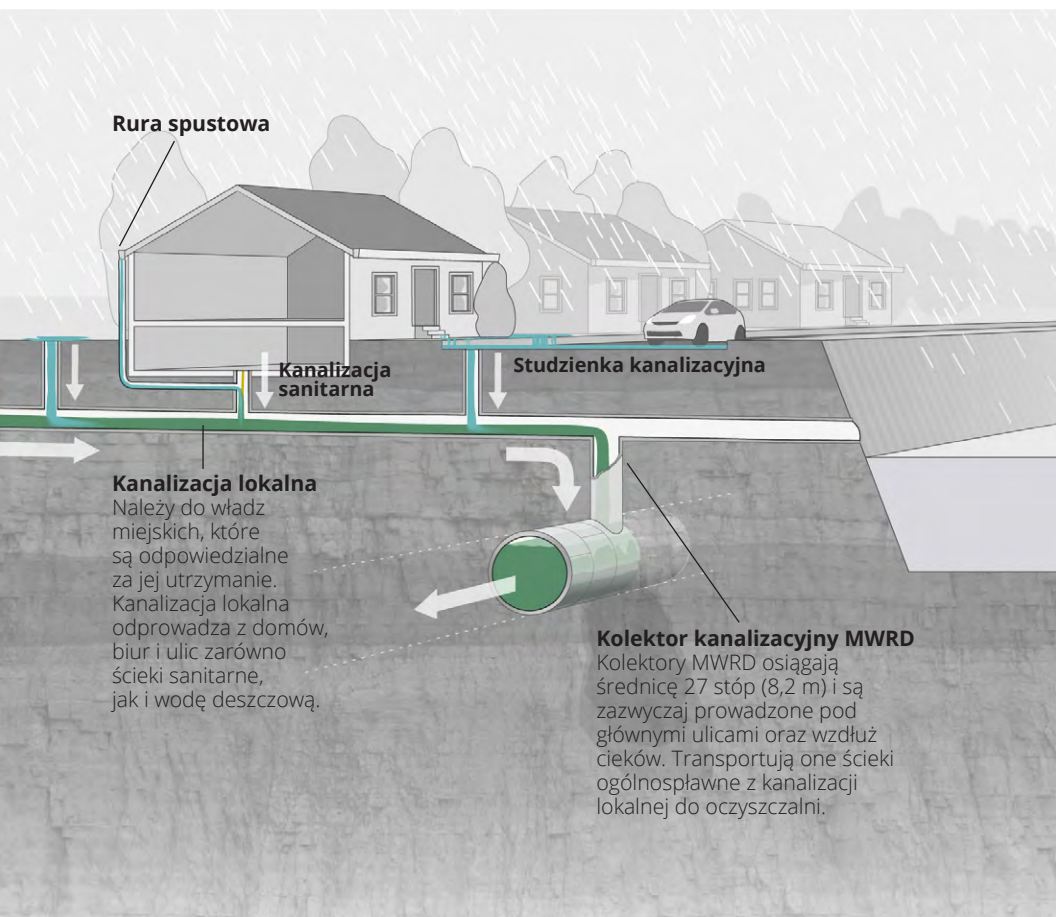 Rura spustowa
Kanalizacja
sanitarna
Studzienka kanalizacyjna
Kanalizacja lokalna
Należy do władz
miejskich, które
są odpowiedzialne
za jej utrzymanie.
Kanalizacja lokalna
odprowadza z domów,
biur i ulic zarówno
ścieki sanitarne,
jak i wodę deszczową.
Kolektor kanalizacyjny MWRD
Kolektory MWRD osiągają
średnicę 27 stóp (8,2 m) i są
zazwyczaj prowadzone pod
głównymi ulicami oraz wzdłuż
cieków. Transportują one ścieki
ogólnospławne z kanalizacji
lokalnej do oczyszczalni.